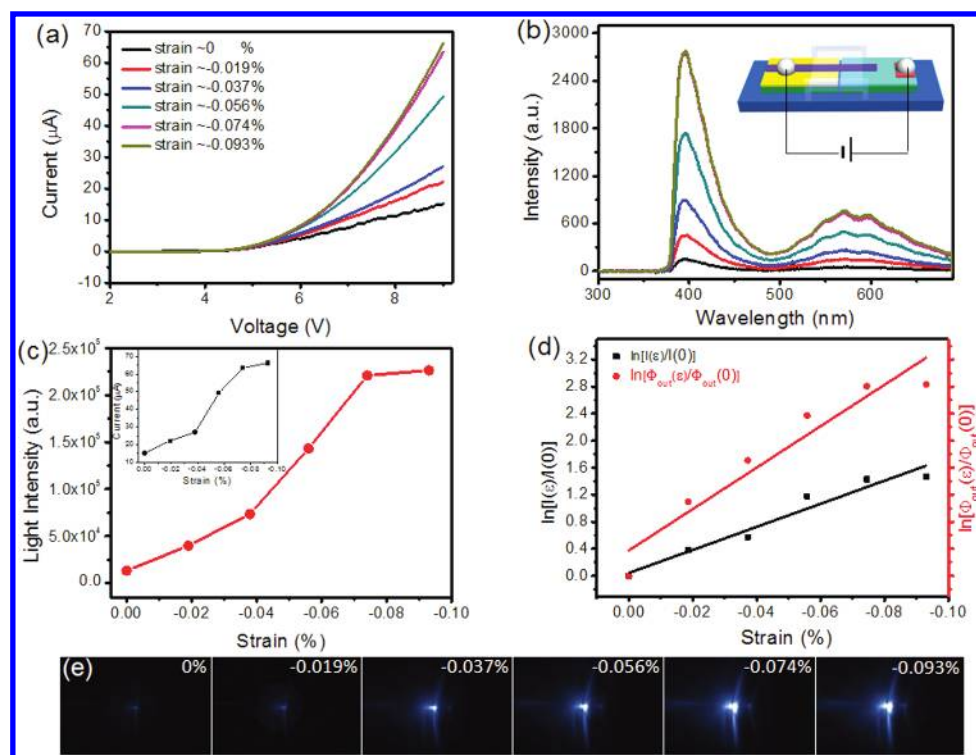 (a)
strain ~0 %
strain ~-0.019%
strain ~-0.037%
strain ~-0.056%
strain ~-0.074%
strain ~-0.093%
70
60
50
40
30
20
10
0
-10
Current (μA)
2 4 6 8
Voltage (V)
(b)
3000
2400
1800
1200
600
0
Intensity (a.u.)
300 400 500 600
Wavelength (nm)
(c)
2.5x10⁵
2.0x10⁵
1.5x10⁵
1.0x10⁵
5.0x10⁴
0.0
Light Intensity (a.u.)
70
60
50
40
30
20
10
Current (μA)
0.00 -0.02 -0.04 -0.06 -0.08 -0.10
Strain (%)
0.00 -0.02 -0.04 -0.06 -0.08 -0.10
Strain (%)
(d)
ln[I(ε)/I(0)]
ln[Φout(ε)/Φout(0)]
3.2
2.8
2.4
2.0
1.6
1.2
0.8
0.4
0.0
ln[I(ε)/I(0)]
ln[Φout(ε)/Φout(0)]
0.00 -0.02 -0.04 -0.06 -0.08 -0.10
Strain (%)
(e)
0% -0.019% -0.037% -0.056% -0.074% -0.093%